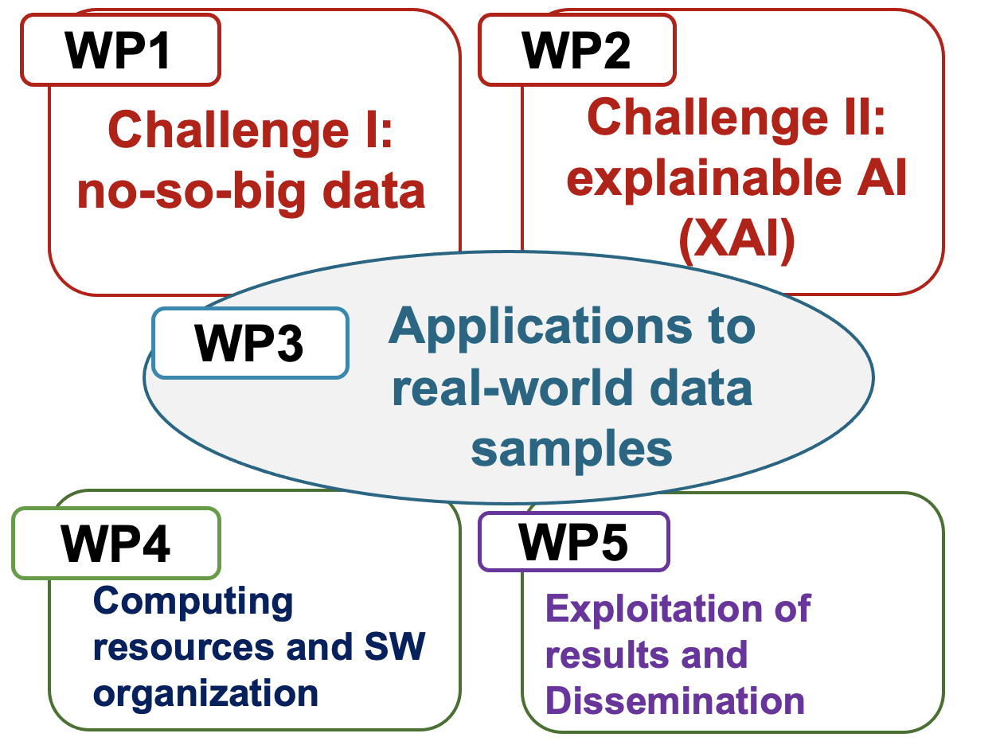 WP1
Challenge I:
no-so-big data
WP2
Challenge II:
explainable AI
(XAI)
WP3
Applications to
real-world data
samples
WP4
Computing
resources and SW
organization
WP5
Exploitation of
results and
Dissemination